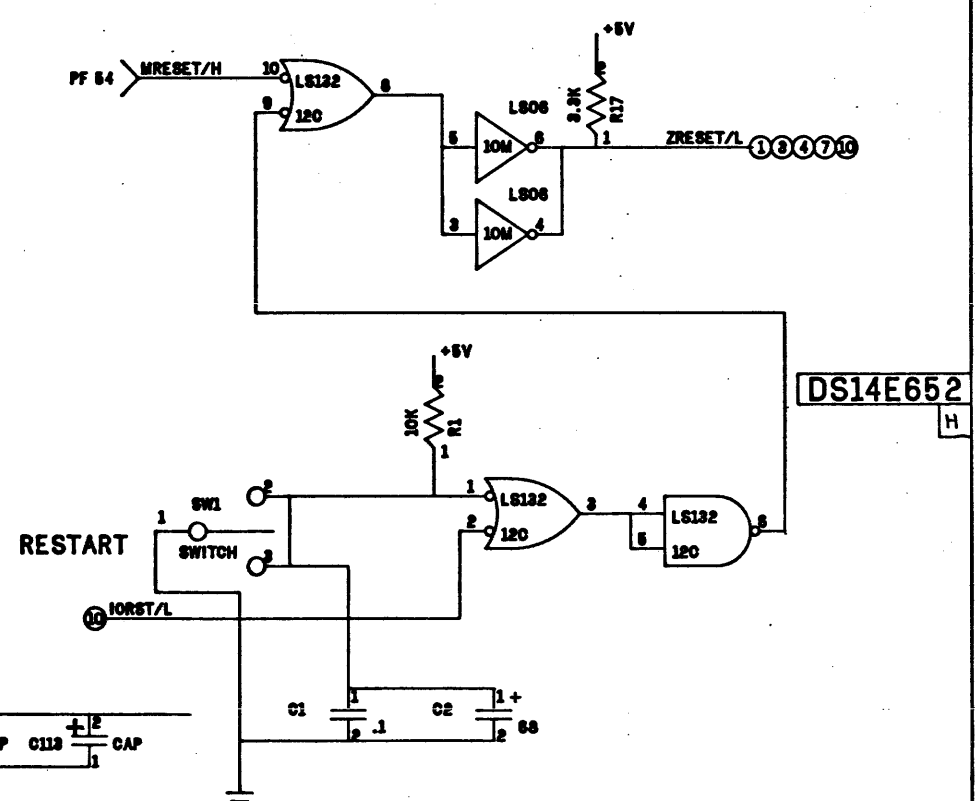 +5V
PF 54 MRESET/H 10 LS132 8
3.3K R17
9 12C
LS06
5 10M 6 1 ZRESET/L 1 3 4 7 10
LS06
3 10M 4
+5V
DS14E652
H
10K R1
1
2 1 LS132 3 4 LS132
SW1
1 2 12C 5 12C 6
RESTART
SWITCH
3
10 IORST/L
C1 1 .1 2
C2 1 + 68 2
P C113 + 2 CAP 1